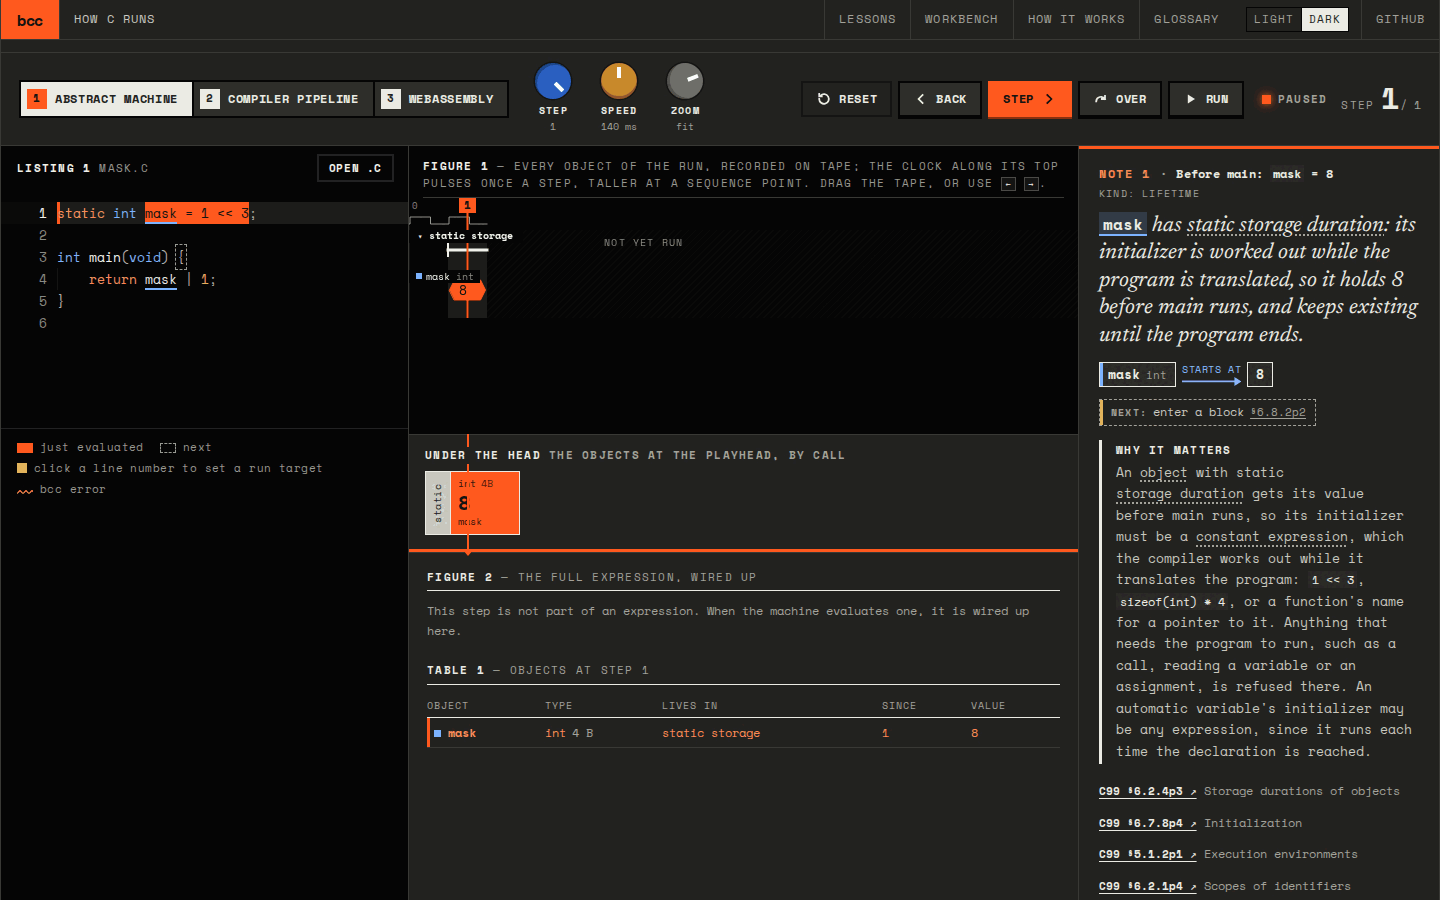 bcc HOW C RUNS LESSONS WORKBENCH HOW IT WORKS GLOSSARY LIGHT DARK GITHUB
1 ABSTRACT MACHINE 2 COMPILER PIPELINE 3 WEBASSEMBLY
STEP 1
SPEED 140 ms
ZOOM fit
RESET BACK STEP OVER RUN PAUSED STEP 1 / 1
LISTING 1 MASK.C OPEN .C
1 static int mask = 1 << 3;
2
3 int main(void) {
4 return mask | 1;
5 }
6
just evaluated next
click a line number to set a run target
bcc error
FIGURE 1 — EVERY OBJECT OF THE RUN, RECORDED ON TAPE; THE CLOCK ALONG ITS TOP
PULSES ONCE A STEP, TALLER AT A SEQUENCE POINT. DRAG THE TAPE, OR USE ← → .
0 1
▾ static storage
NOT YET RUN
mask int
8
UNDER THE HEAD THE OBJECTS AT THE PLAYHEAD, BY CALL
static
int 4B
8
mask
FIGURE 2 — THE FULL EXPRESSION, WIRED UP
This step is not part of an expression. When the machine evaluates one, it is wired up
here.
TABLE 1 — OBJECTS AT STEP 1
OBJECT TYPE LIVES IN SINCE VALUE
mask int 4 B static storage 1 8
NOTE 1 · Before main: mask = 8
KIND: LIFETIME
mask has static storage duration: its
initializer is worked out while the
program is translated, so it holds 8
before main runs, and keeps existing
until the program ends.
mask int STARTS AT 8
NEXT: enter a block §6.8.2p2
WHY IT MATTERS
An object with static
storage duration gets its value
before main runs, so its initializer
must be a constant expression, which
the compiler works out while it
translates the program: 1 << 3,
sizeof(int) * 4, or a function's name
for a pointer to it. Anything that
needs the program to run, such as a
call, reading a variable or an
assignment, is refused there. An
automatic variable's initializer may
be any expression, since it runs each
time the declaration is reached.
C99 §6.2.4p3 ↗ Storage durations of objects
C99 §6.7.8p4 ↗ Initialization
C99 §5.1.2p1 ↗ Execution environments
C99 §6.2.1p4 ↗ Scopes of identifiers